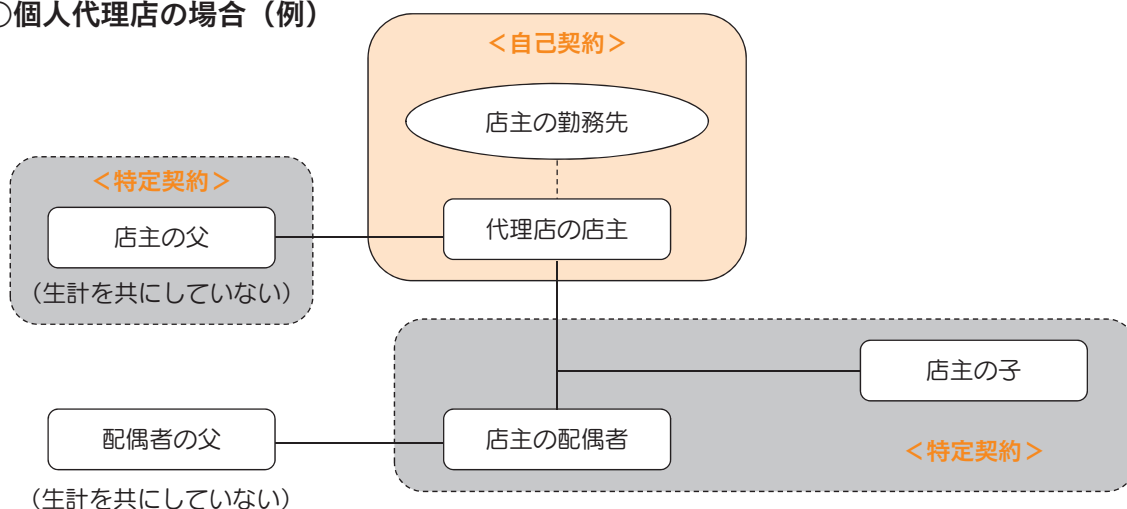 ○個人代理店の場合（例）
＜自己契約＞
店主の勤務先
代理店の店主
＜特定契約＞
店主の父
（生計を共にしていない）
店主の子
配偶者の父
店主の配偶者
＜特定契約＞
（生計を共にしていない）